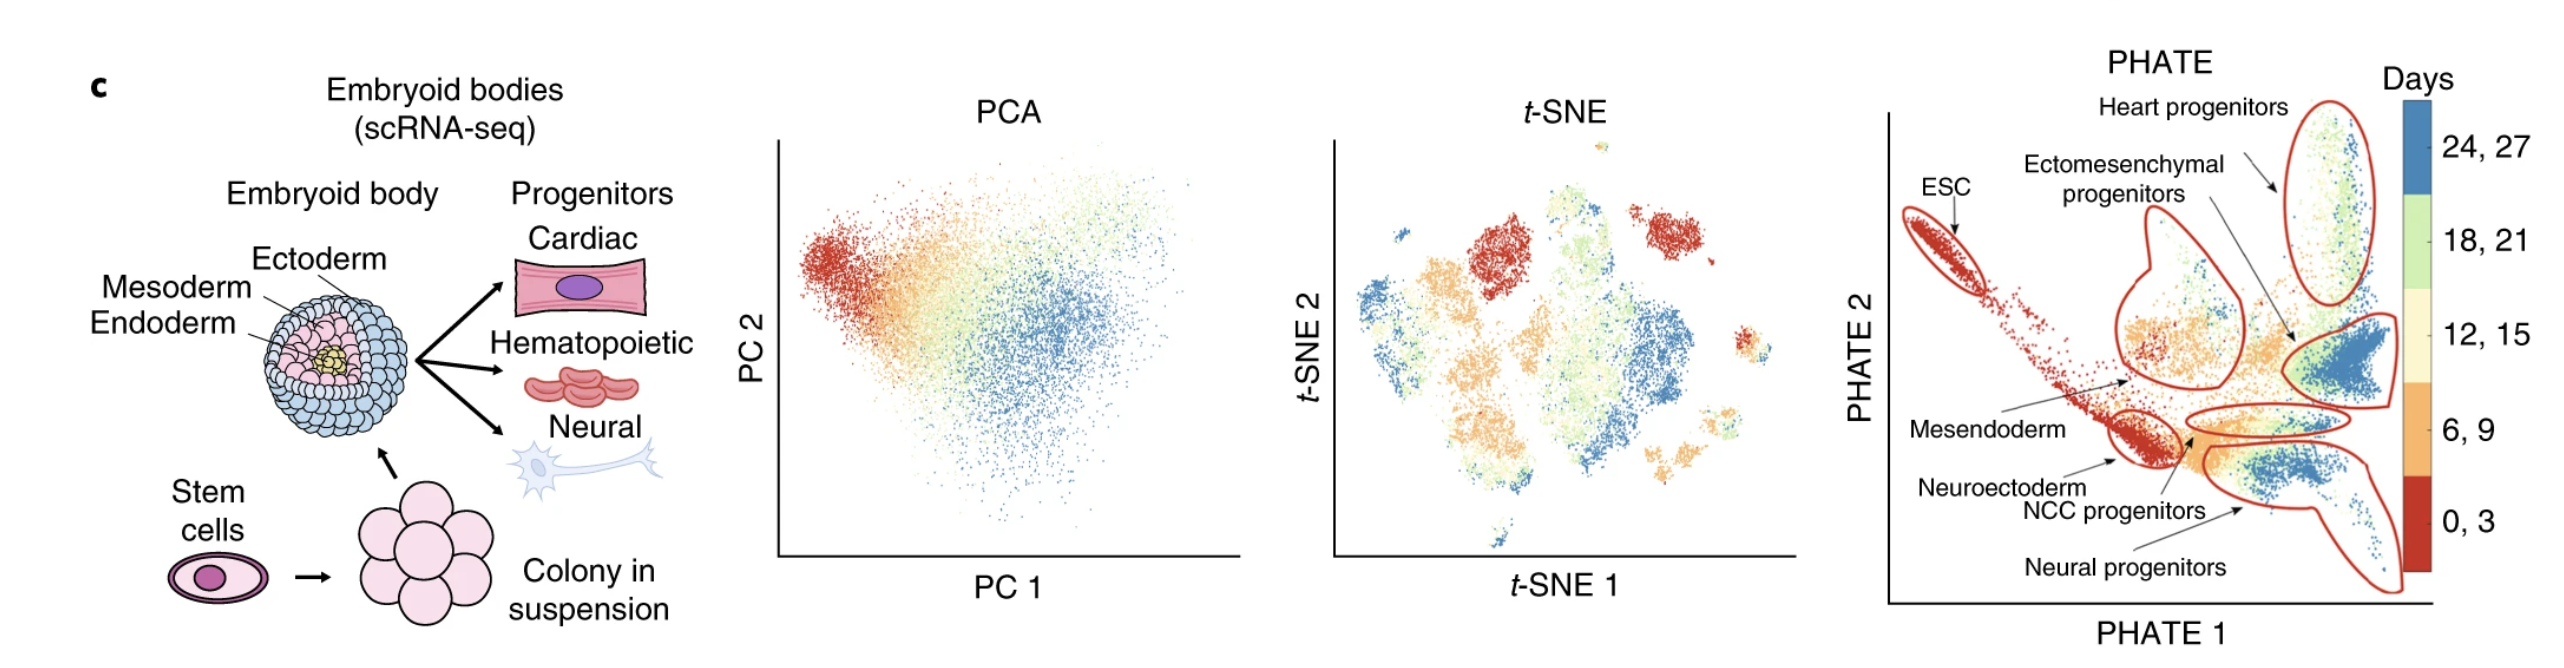 c
Embryoid bodies
(scRNA-seq)
Embryoid body
Progenitors
Cardiac
Ectoderm
Mesoderm
Endoderm
Hematopoietic
Neural
Stem
cells
Colony in
suspension
PCA
PC 2
PC 1
t-SNE
t-SNE 2
t-SNE 1
PHATE
Heart progenitors
Ectomesenchymal
progenitors
ESC
Mesendoderm
Neuroectoderm
NCC progenitors
Neural progenitors
PHATE 2
PHATE 1
Days
24, 27
18, 21
12, 15
6, 9
0, 3